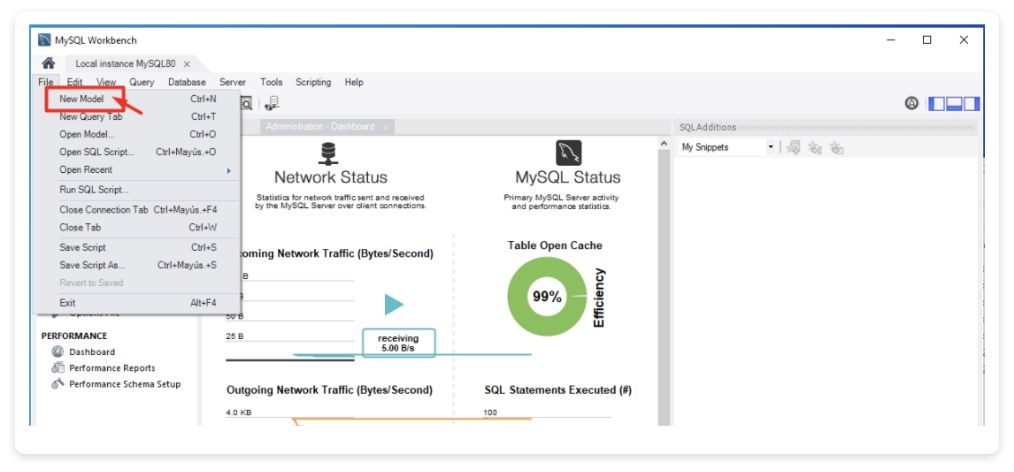 MySQL Workbench
Local instance MySQL80
File Edit View Query Database Server Tools Scripting Help
New Model Ctrl+N
New Query Tab Ctrl+T
Open Model... Ctrl+O
Open SQL Script... Ctrl+Mayús.+O
Open Recent
Run SQL Script...
Close Connection Tab Ctrl+Mayús.+F4
Close Tab Ctrl+W
Save Script Ctrl+S
Save Script As... Ctrl+Mayús.+S
Revert to Saved
Exit Alt+F4
PERFORMANCE
Dashboard
Performance Reports
Performance Schema Setup
Administration - Dashboard
Network Status
Statistics for network traffic sent and received
by the MySQL Server over client connections.
oming Network Traffic (Bytes/Second)
B
50 B
25 B
receiving
5.00 B/s
Outgoing Network Traffic (Bytes/Second)
4.0 KB
MySQL Status
Primary MySQL Server activity
and performance statistics.
Table Open Cache
99%
Efficiency
SQL Statements Executed (#)
100
SQLAdditions
My Snippets